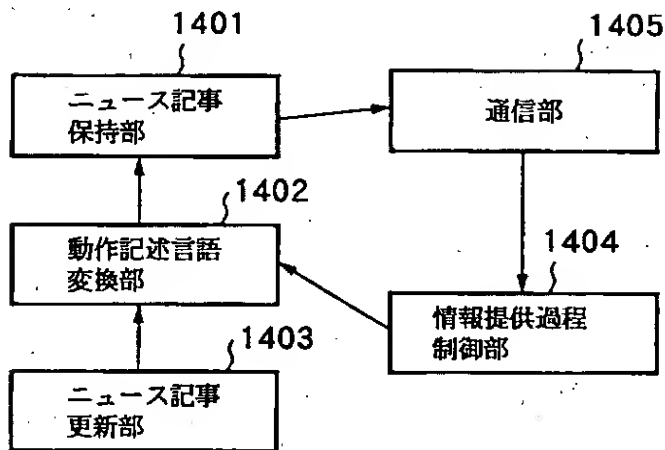 1401
ニュース記事
保持部
1405
通信部
1402
動作記述言語
変換部
1404
情報提供過程
制御部
1403
ニュース記事
更新部